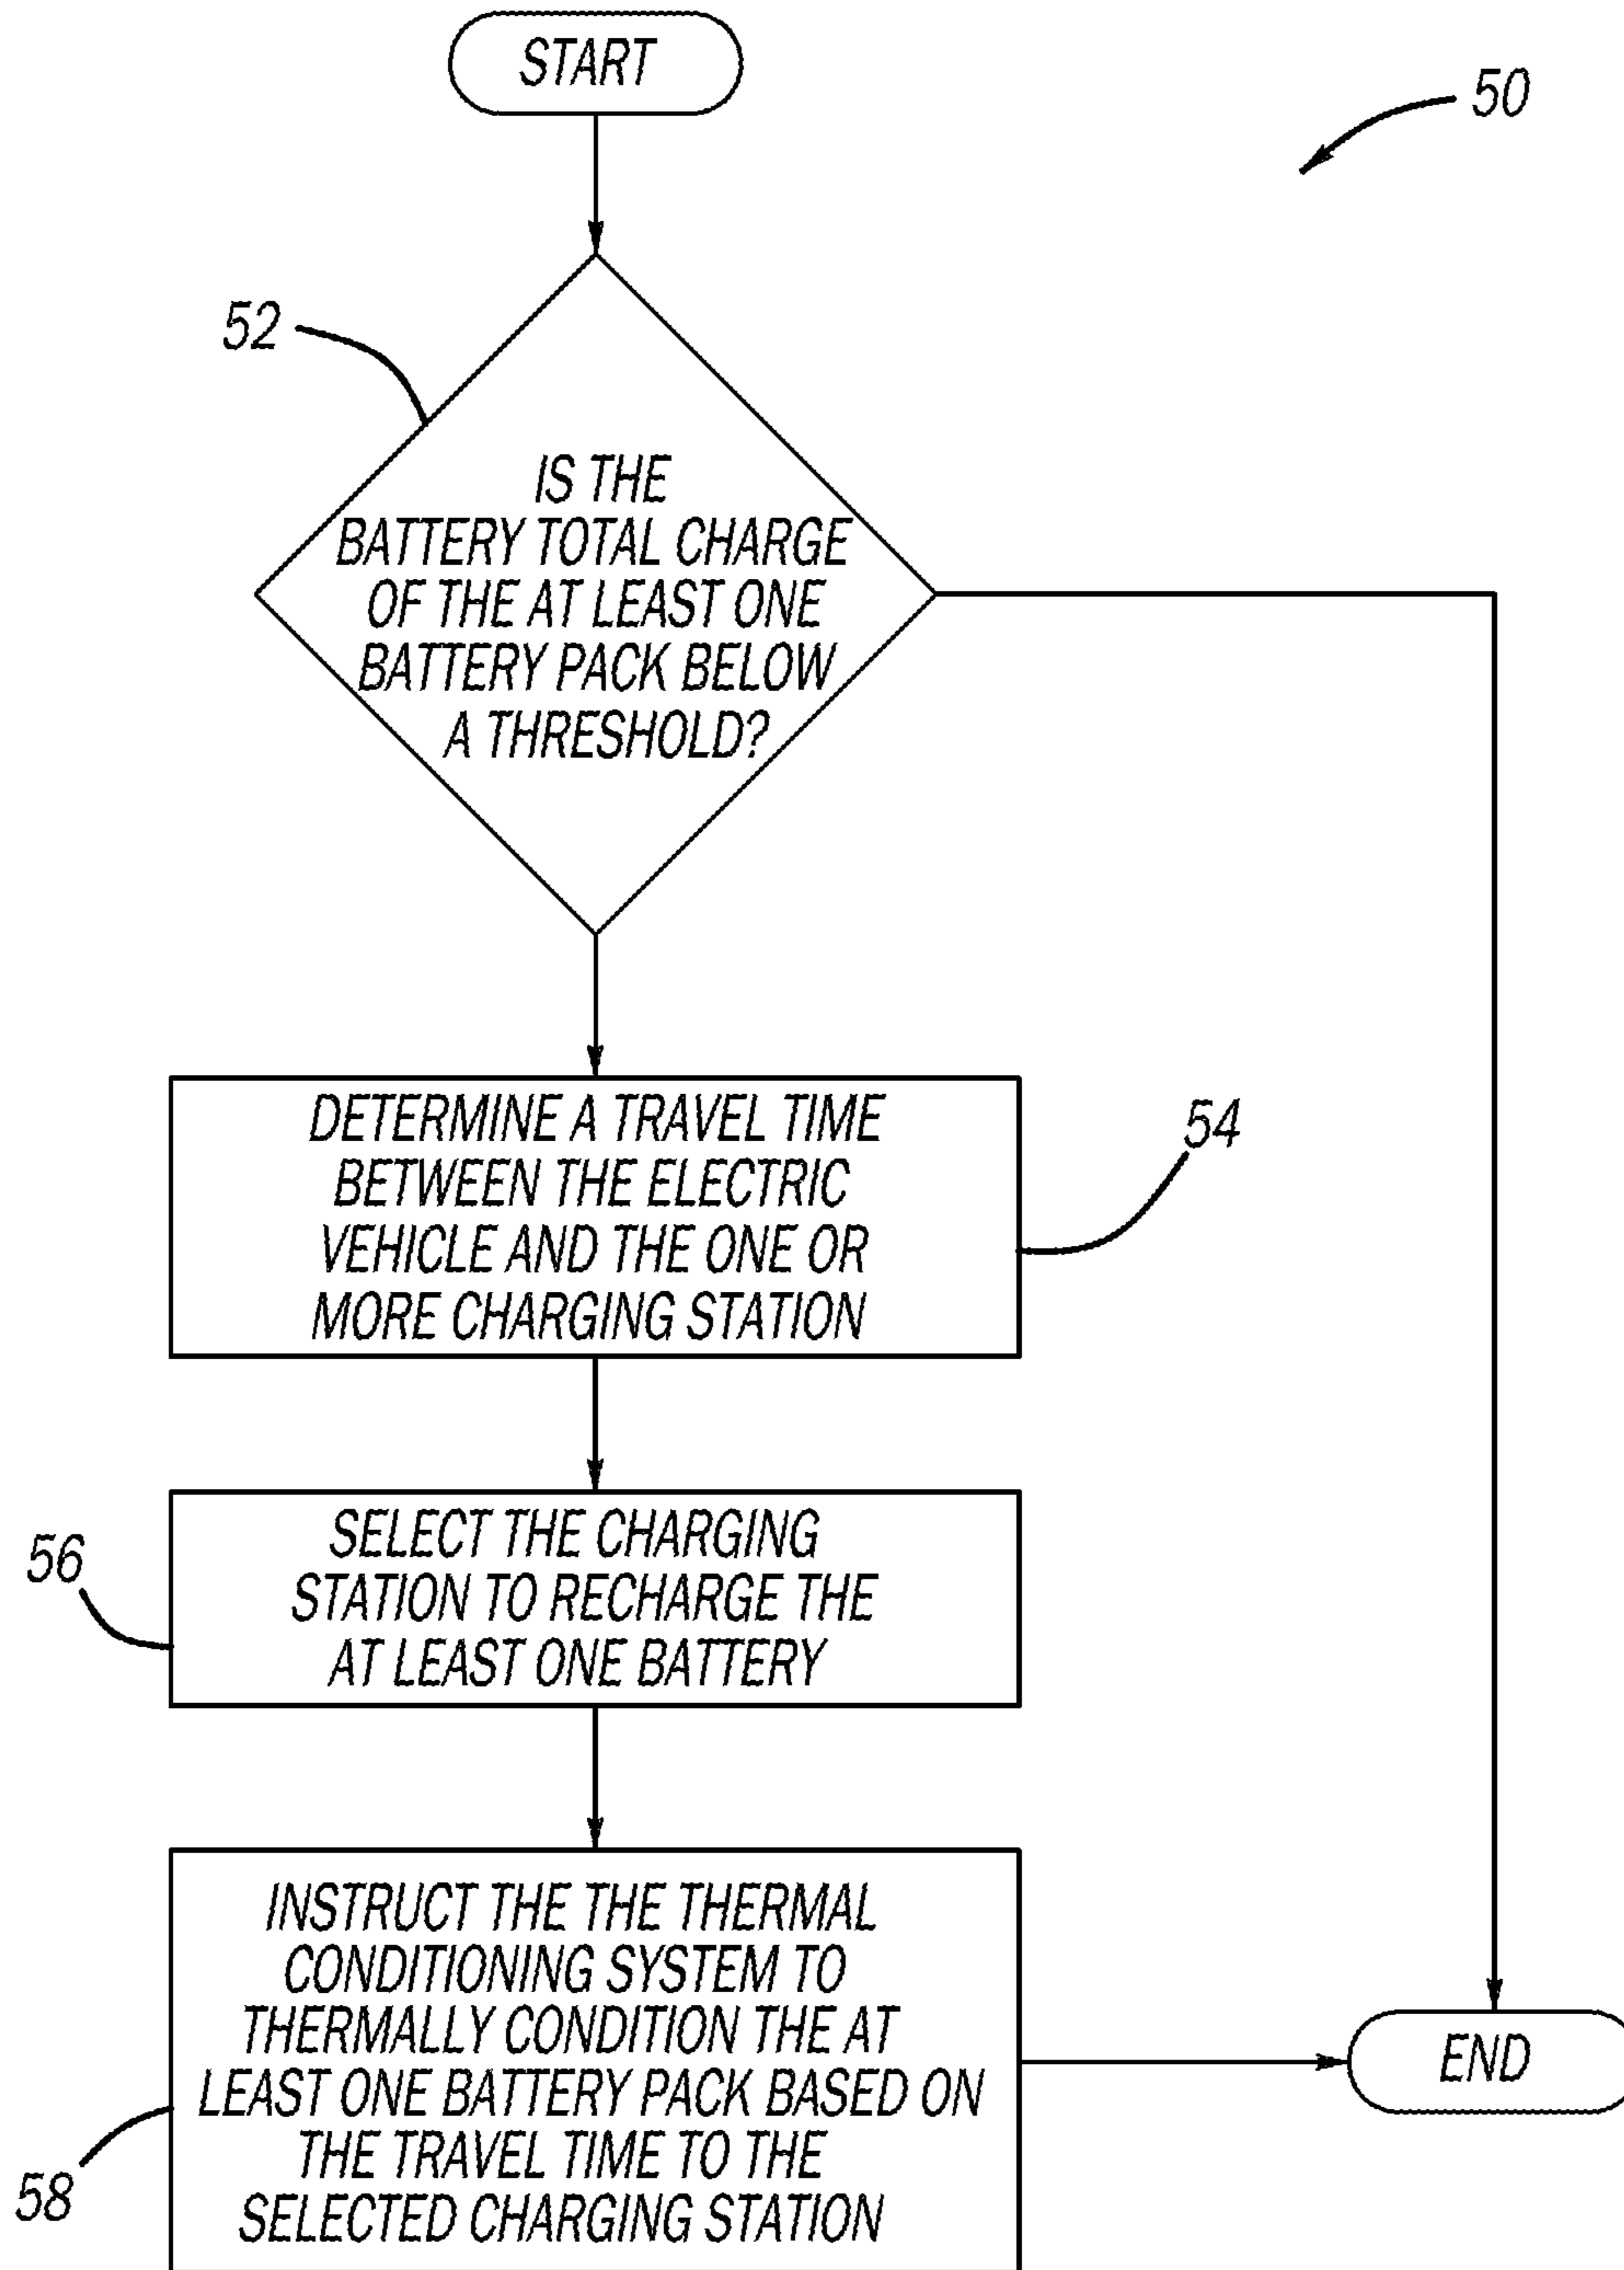 START
50
52
IS THE
BATTERY TOTAL CHARGE
OF THE AT LEAST ONE
BATTERY PACK BELOW
A THRESHOLD?
DETERMINE A TRAVEL TIME
BETWEEN THE ELECTRIC
VEHICLE AND THE ONE OR
MORE CHARGING STATION
54
SELECT THE CHARGING
STATION TO RECHARGE THE
AT LEAST ONE BATTERY
56
INSTRUCT THE THE THERMAL
CONDITIONING SYSTEM TO
THERMALLY CONDITION THE AT
LEAST ONE BATTERY PACK BASED ON
THE TRAVEL TIME TO THE
SELECTED CHARGING STATION
58
END